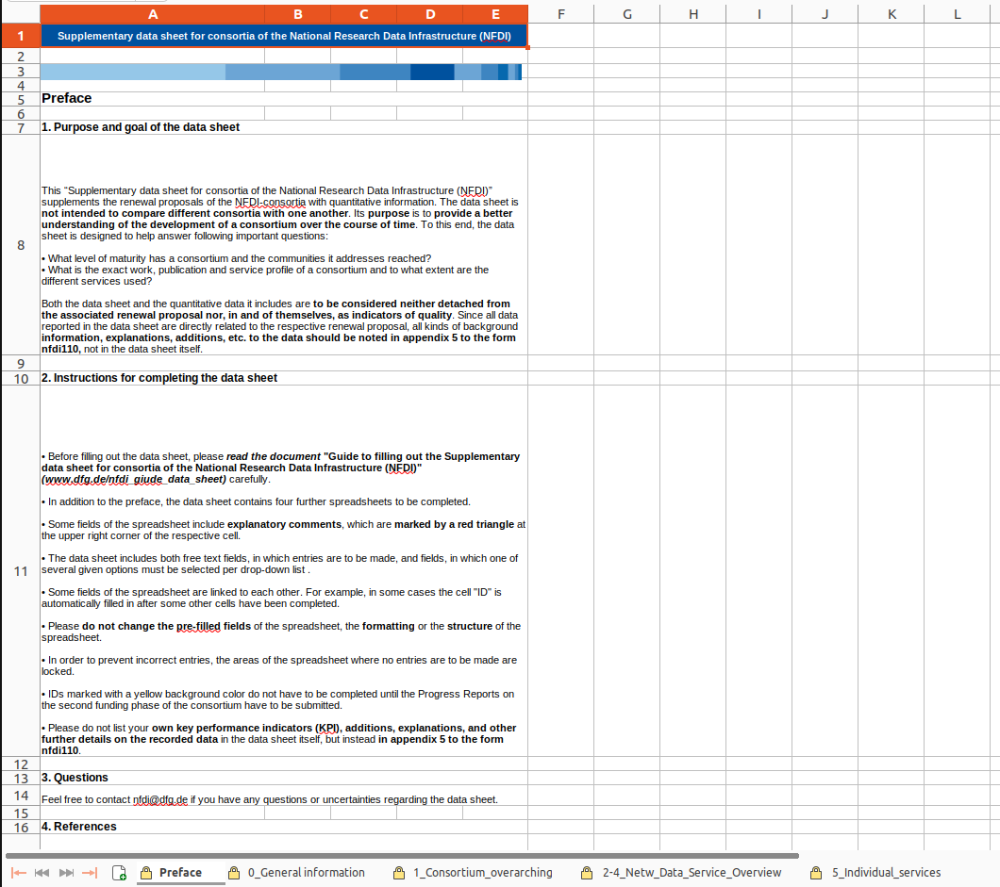 A B C D E F G H I J K L
1 Supplementary data sheet for consortia of the National Research Data Infrastructure (NFDI)
2
3
4
5 Preface
6
7 1. Purpose and goal of the data sheet
This “Supplementary data sheet for consortia of the National Research Data Infrastructure (NFDI)”
supplements the renewal proposals of the NFDI-consortia with quantitative information. The data sheet is
not intended to compare different consortia with one another. Its purpose is to provide a better
understanding of the development of a consortium over the course of time. To this end, the data
sheet is designed to help answer following important questions:
8
• What level of maturity has a consortium and the communities it addresses reached?
• What is the exact work, publication and service profile of a consortium and to what extent are the
different services used?
Both the data sheet and the quantitative data it includes are to be considered neither detached from
the associated renewal proposal nor, in and of themselves, as indicators of quality. Since all data
reported in the data sheet are directly related to the respective renewal proposal, all kinds of background
information, explanations, additions, etc. to the data should be noted in appendix 5 to the form
nfdi110, not in the data sheet itself.
9
10 2. Instructions for completing the data sheet
• Before filling out the data sheet, please read the document "Guide to filling out the Supplementary
data sheet for consortia of the National Research Data Infrastructure (NFDI)"
(www.dfg.de/nfdi_giude_data_sheet) carefully.
• In addition to the preface, the data sheet contains four further spreadsheets to be completed.
• Some fields of the spreadsheet include explanatory comments, which are marked by a red triangle at
the upper right corner of the respective cell.
• The data sheet includes both free text fields, in which entries are to be made, and fields, in which one of
11 several given options must be selected per drop-down list .
• Some fields of the spreadsheet are linked to each other. For example, in some cases the cell "ID" is
automatically filled in after some other cells have been completed.
• Please do not change the pre-filled fields of the spreadsheet, the formatting or the structure of the
spreadsheet.
• In order to prevent incorrect entries, the areas of the spreadsheet where no entries are to be made are
locked.
• IDs marked with a yellow background color do not have to be completed until the Progress Reports on
the second funding phase of the consortium have to be submitted.
• Please do not list your own key performance indicators (KPI), additions, explanations, and other
further details on the recorded data in the data sheet itself, but instead in appendix 5 to the form
nfdi110.
12
13 3. Questions
14 Feel free to contact nfdi@dfg.de if you have any questions or uncertainties regarding the data sheet.
15
16 4. References
Preface 0_General information 1_Consortium_overarching 2-4_Netw_Data_Service_Overview 5_Individual_services